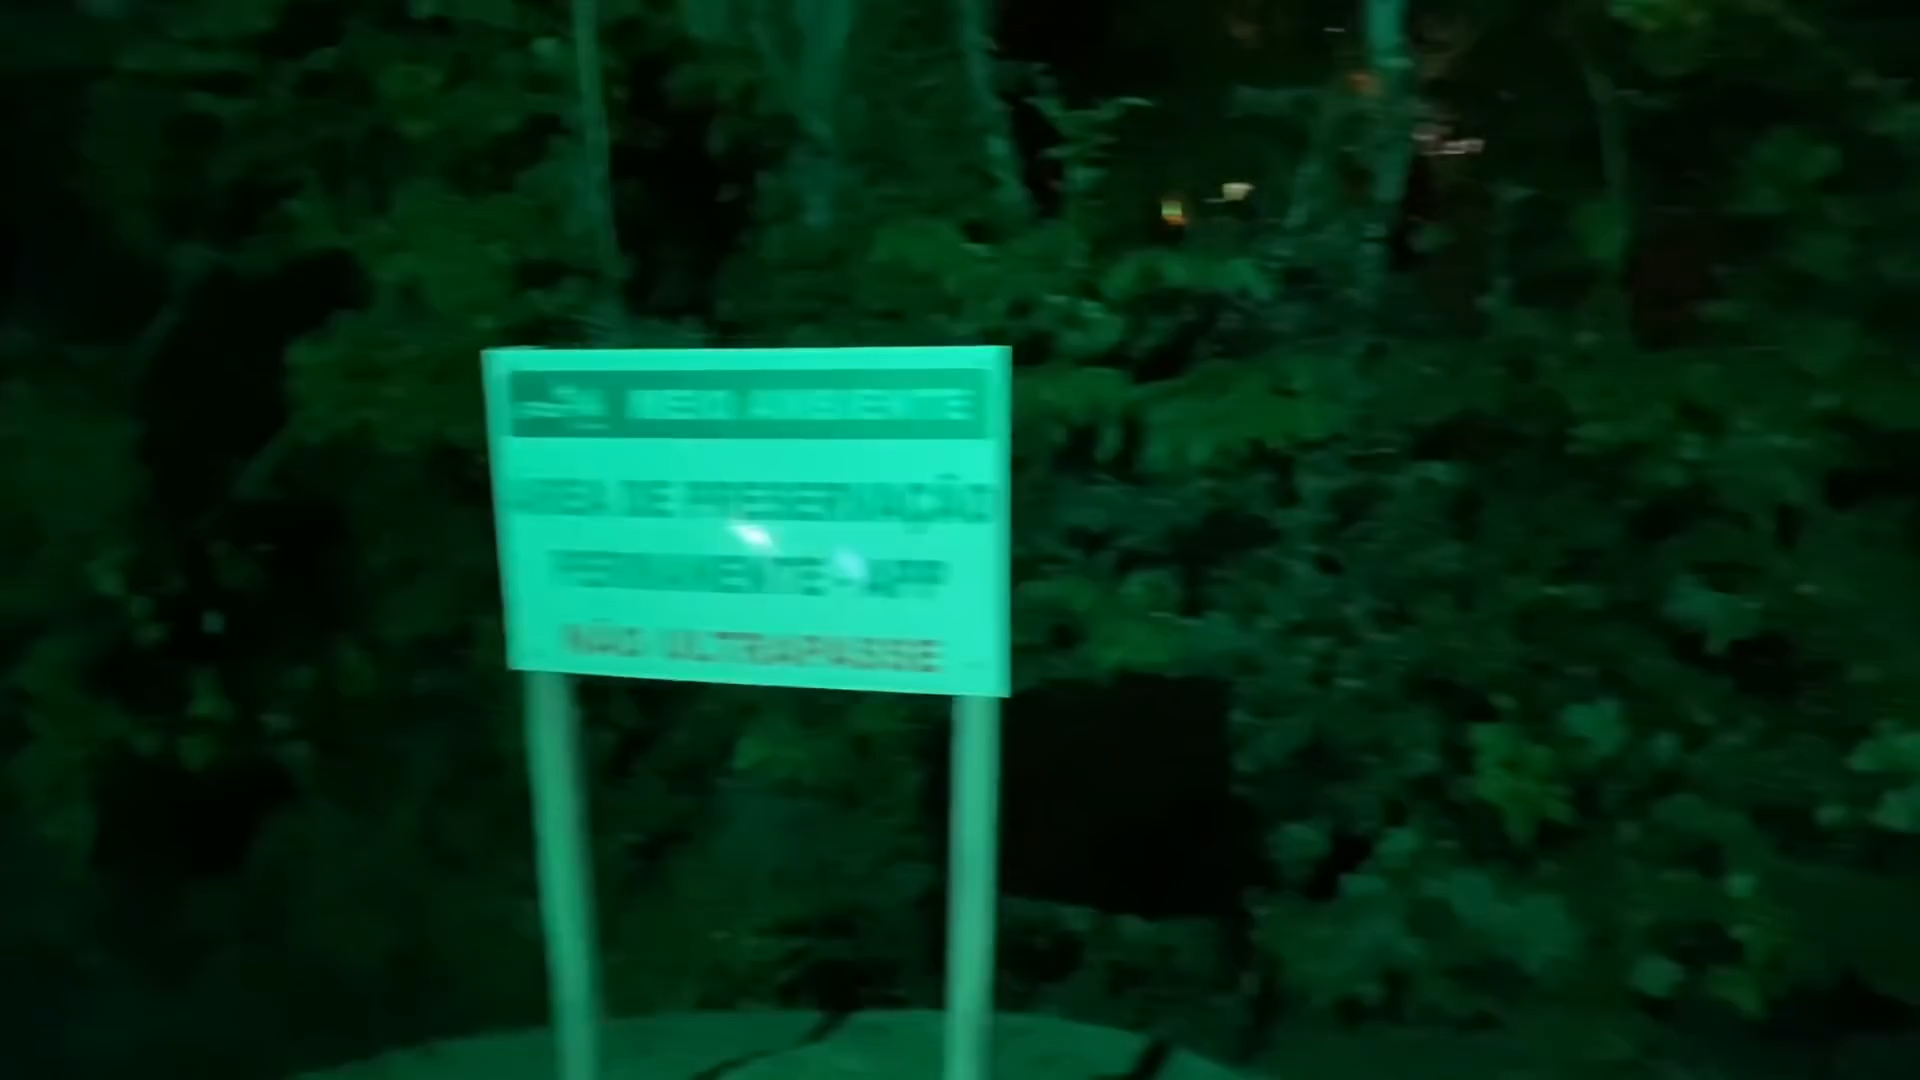 MEIO AMBIENTE
ÁREA DE PRESERVAÇÃO
PERMANENTE - APP
NÃO ULTRAPASSE